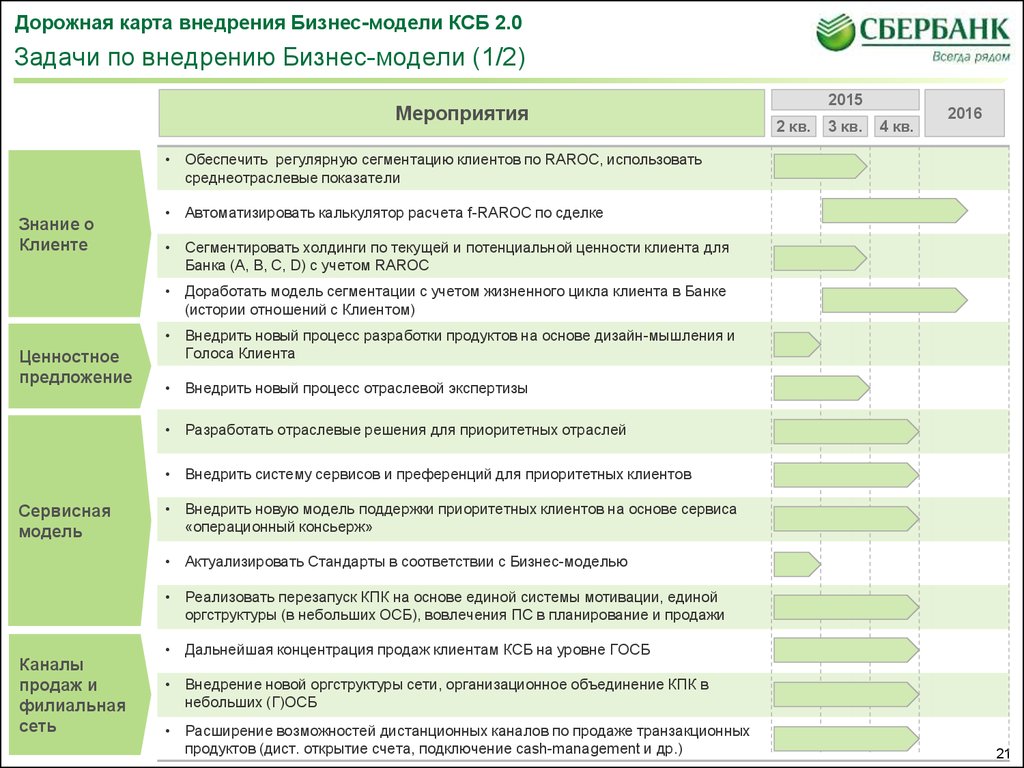 Дорожная карта внедрения Бизнес-модели КСБ 2.0
Задачи по внедрению Бизнес-модели (1/2)
СБЕРБАНК
Всегда рядом
Мероприятия
2015
2016
2 кв.
3 кв.
4 кв.
Знание о
Клиенте
• Обеспечить регулярную сегментацию клиентов по RAROC, использовать
среднеотраслевые показатели
• Автоматизировать калькулятор расчета f-RAROC по сделке
• Сегментировать холдинги по текущей и потенциальной ценности клиента для
Банка (A, B, C, D) с учетом RAROC
• Доработать модель сегментации с учетом жизненного цикла клиента в Банке
(истории отношений с Клиентом)
Ценностное
предложение
• Внедрить новый процесс разработки продуктов на основе дизайн-мышления и
Голоса Клиента
• Внедрить новый процесс отраслевой экспертизы
Сервисная
модель
• Разработать отраслевые решения для приоритетных отраслей
• Внедрить систему сервисов и преференций для приоритетных клиентов
• Внедрить новую модель поддержки приоритетных клиентов на основе сервиса
«операционный консьерж»
• Актуализировать Стандарты в соответствии с Бизнес-моделью
• Реализовать перезапуск КПК на основе единой системы мотивации, единой
оргструктуры (в небольших ОСБ), вовлечения ПС в планирование и продажи
Каналы
продаж и
филиальная
сеть
• Дальнейшая концентрация продаж клиентам КСБ на уровне ГОСБ
• Внедрение новой оргструктуры сети, организационное объединение КПК в
небольших (Г)ОСБ
• Расширение возможностей дистанционных каналов по продаже транзакционных
продуктов (дист. открытие счета, подключение cash-management и др.)
21